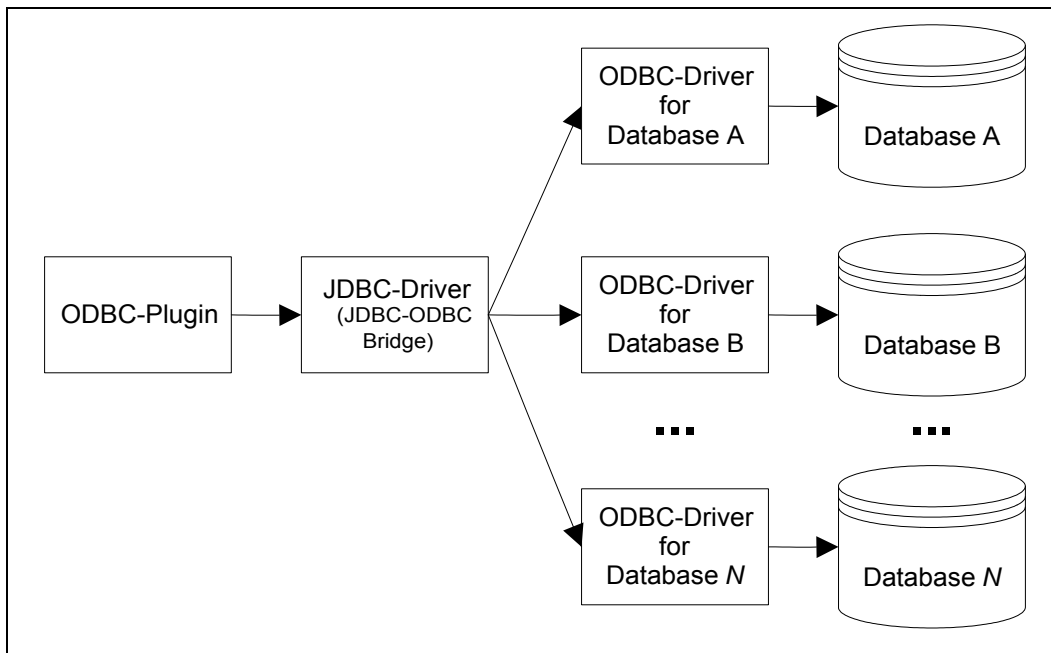 ODBC-Plugin
JDBC-Driver
(JDBC-ODBC
Bridge)
ODBC-Driver
for
Database A
Database A
ODBC-Driver
for
Database B
Database B
...
...
ODBC-Driver
for
Database N
Database N